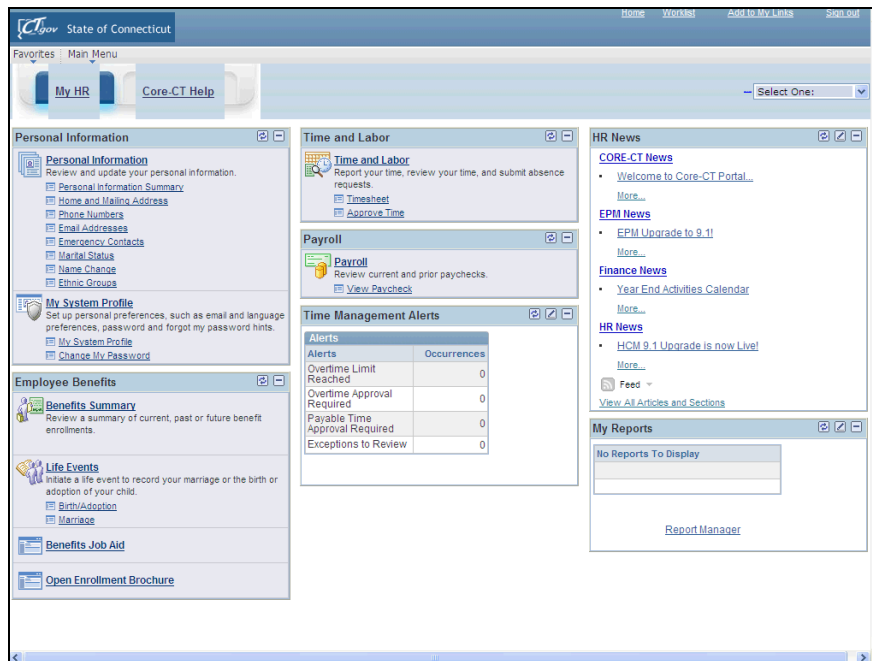 Home Worklist Add to My Links Sign out
CT.gov State of Connecticut
Favorites Main Menu
My HR Core-CT Help
Select One:
Personal Information
Personal Information
Review and update your personal information.
Personal Information Summary
Home and Mailing Address
Phone Numbers
Email Addresses
Emergency Contacts
Marital Status
Name Change
Ethnic Groups
My System Profile
Set up personal preferences, such as email and language
preferences, password and forgot my password hints.
My System Profile
Change My Password
Employee Benefits
Benefits Summary
Review a summary of current, past or future benefit
enrollments.
Life Events
Initiate a life event to record your marriage or the birth or
adoption of your child.
Birth/Adoption
Marriage
Benefits Job Aid
Open Enrollment Brochure
Time and Labor
Time and Labor
Report your time, review your time, and submit absence
requests.
Timesheet
Approve Time
Payroll
Payroll
Review current and prior paychecks.
View Paycheck
Time Management Alerts
Alerts
Alerts Occurrences
Overtime Limit
Reached 0
Overtime Approval
Required 0
Payable Time
Approval Required 0
Exceptions to Review 0
HR News
CORE-CT News
Welcome to Core-CT Portal...
More...
EPM News
EPM Upgrade to 9.1!
More...
Finance News
Year End Activities Calendar
More...
HR News
HCM 9.1 Upgrade is now Live!
More...
Feed
View All Articles and Sections
My Reports
No Reports To Display
Report Manager